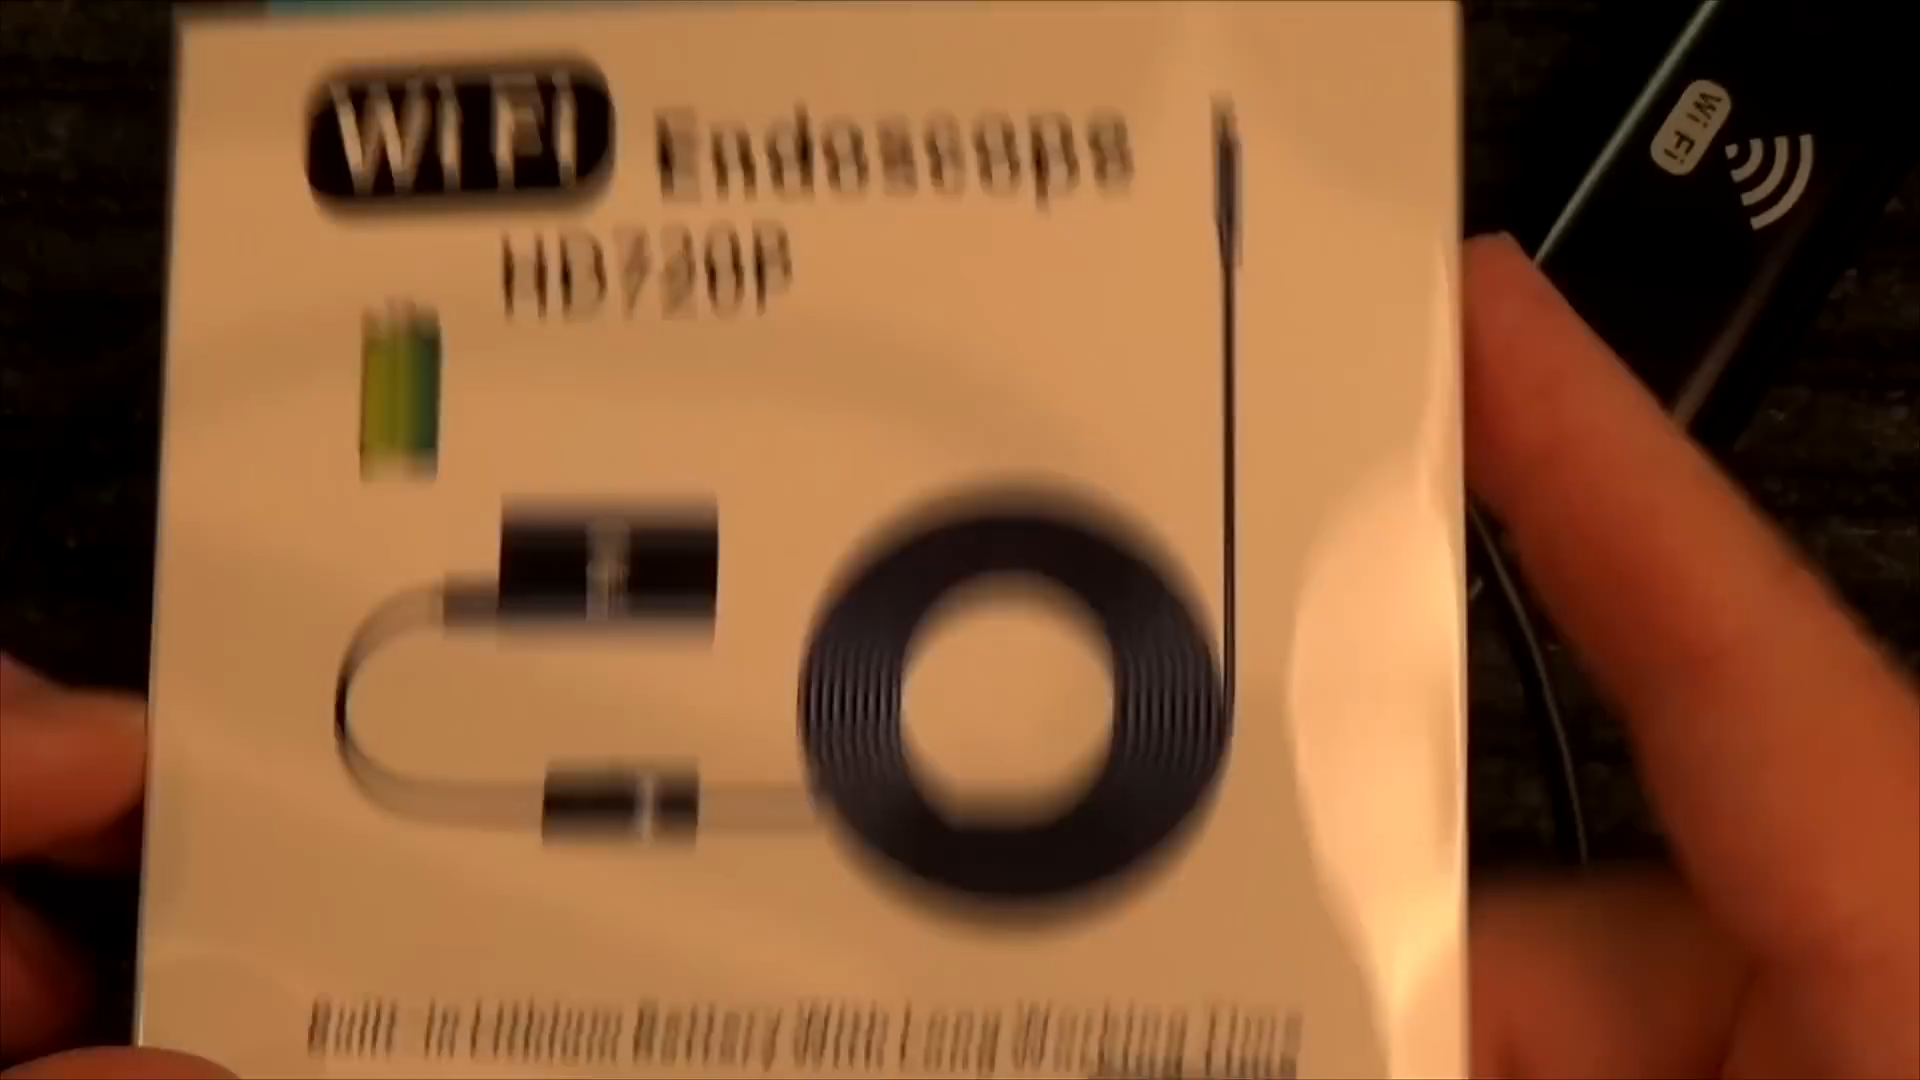 WiFi Endoscope
HD720P
Built-In Lithium Battery With Long Working Time
Wi Fi